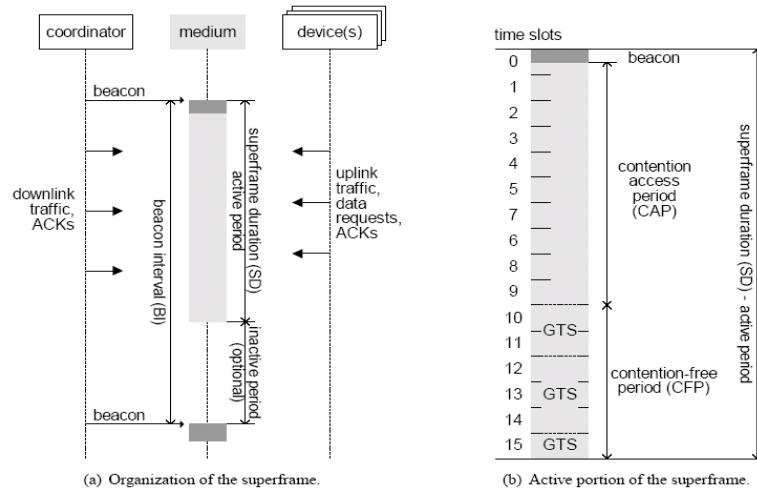 coordinator
medium
device(s)
beacon
downlink
traffic,
ACKs
beacon interval (BI)
superframe duration (SD)
active period
inactive period
(optional)
uplink
traffic,
data
requests,
ACKs
beacon
(a) Organization of the superframe.
time slots
0
1
2
3
4
5
7
6
8
9
10
11
12
13
14
15
GTS
GTS
GTS
beacon
contention
access
period
(CAP)
contention-free
period (CFP)
superframe duration (SD) - active period
(b) Active portion of the superframe.